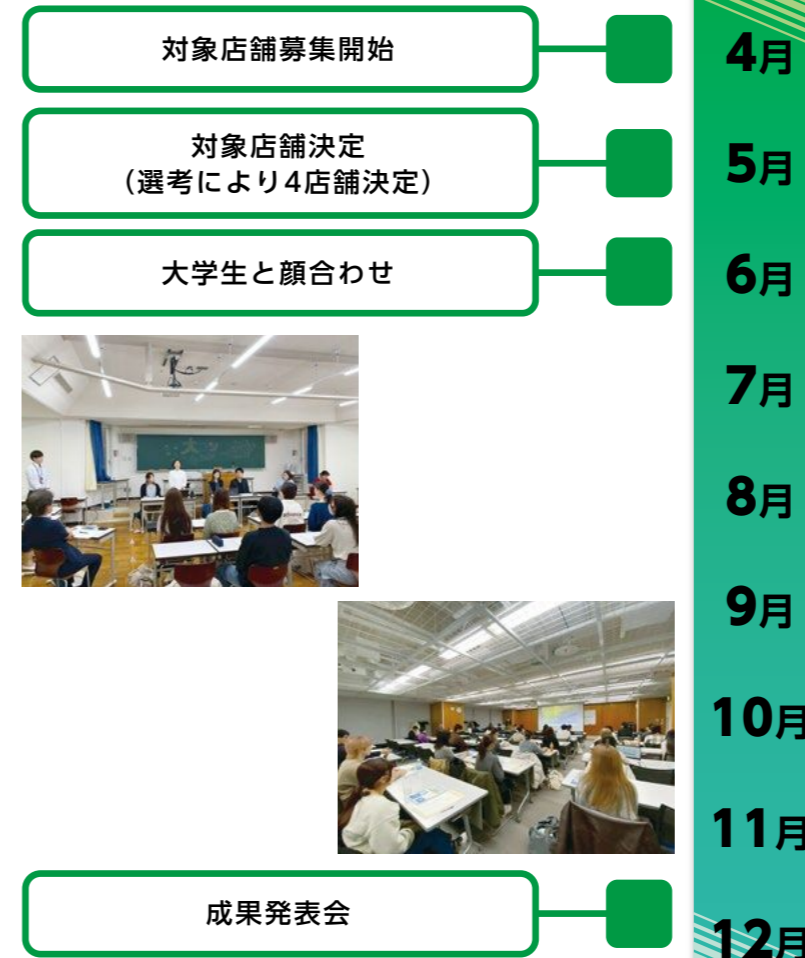 対象店舗募集開始
4月
対象店舗決定
（選考により4店舗決定）
5月
大学生と顔合わせ
6月
7月
8月
9月
10月
11月
成果発表会
12月